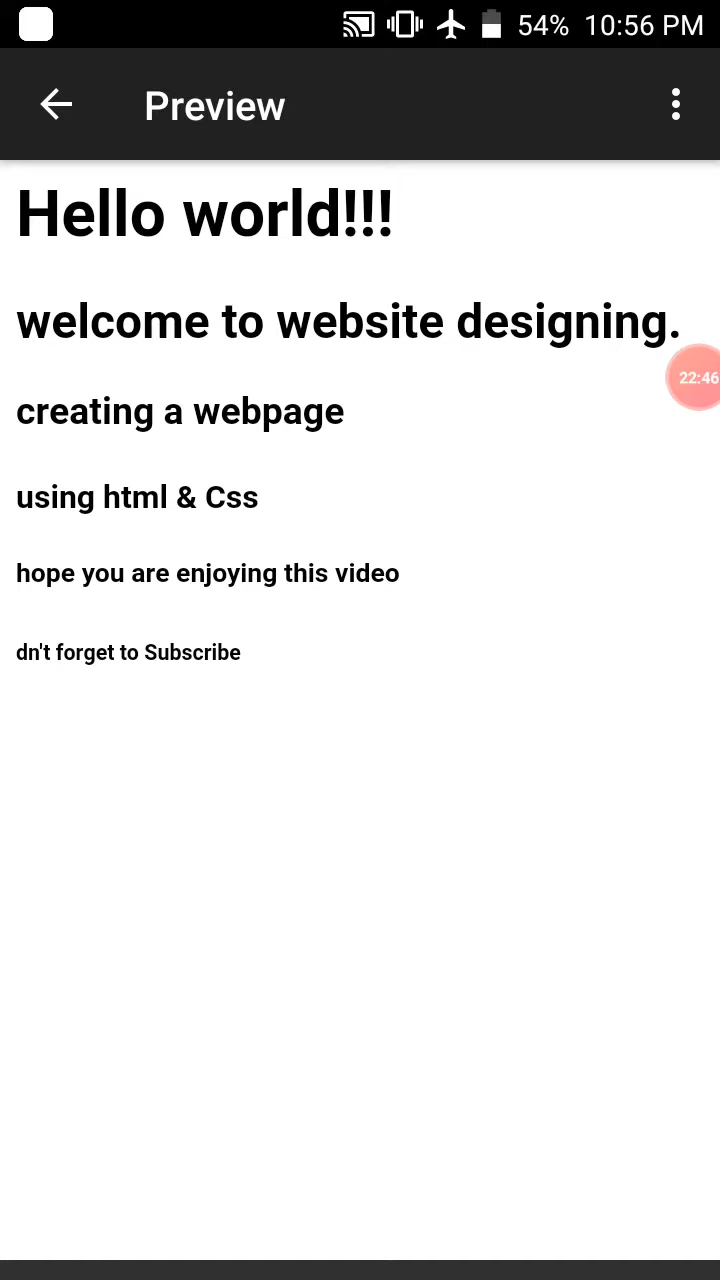 54% 10:56 PM
Preview
Hello world!!!
welcome to website designing.
22:46
creating a webpage
using html & Css
hope you are enjoying this video
dn't forget to Subscribe